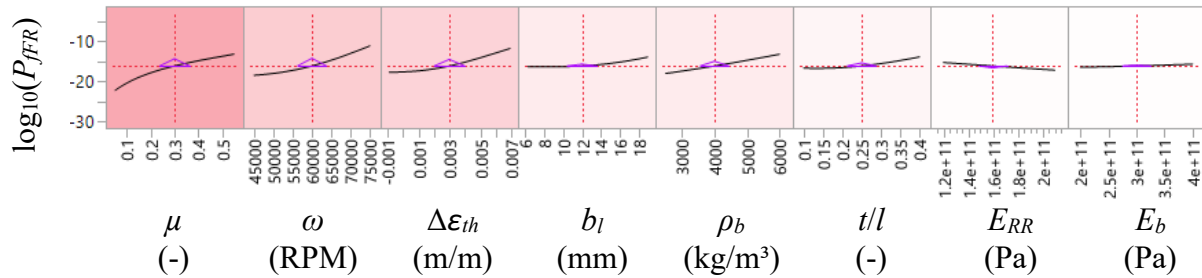 log₁₀(PfFR)
-10
-20
-30
0.1 0.2 0.3 0.4 0.5
45000 50000 55000 60000 65000 70000 75000
-0.001 0.001 0.003 0.005 0.007
6 8 10 12 14 16 18
3000 4000 5000 6000
0.1 0.15 0.2 0.25 0.3 0.35 0.4
1.2e+11 1.4e+11 1.6e+11 1.8e+11 2e+11
2e+11 2.5e+11 3e+11 3.5e+11 4e+11
μ ω Δεth bl ρb t/l ERR Eb
(-) (RPM) (m/m) (mm) (kg/m³) (-) (Pa) (Pa)